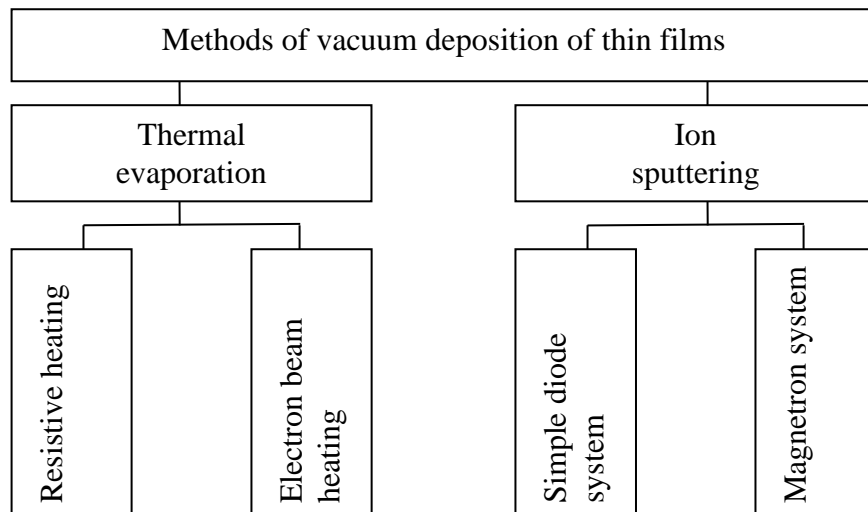 Methods of vacuum deposition of thin films
Thermal
evaporation
Ion
sputtering
Resistive heating
Electron beam
heating
Simple diode
system
Magnetron system